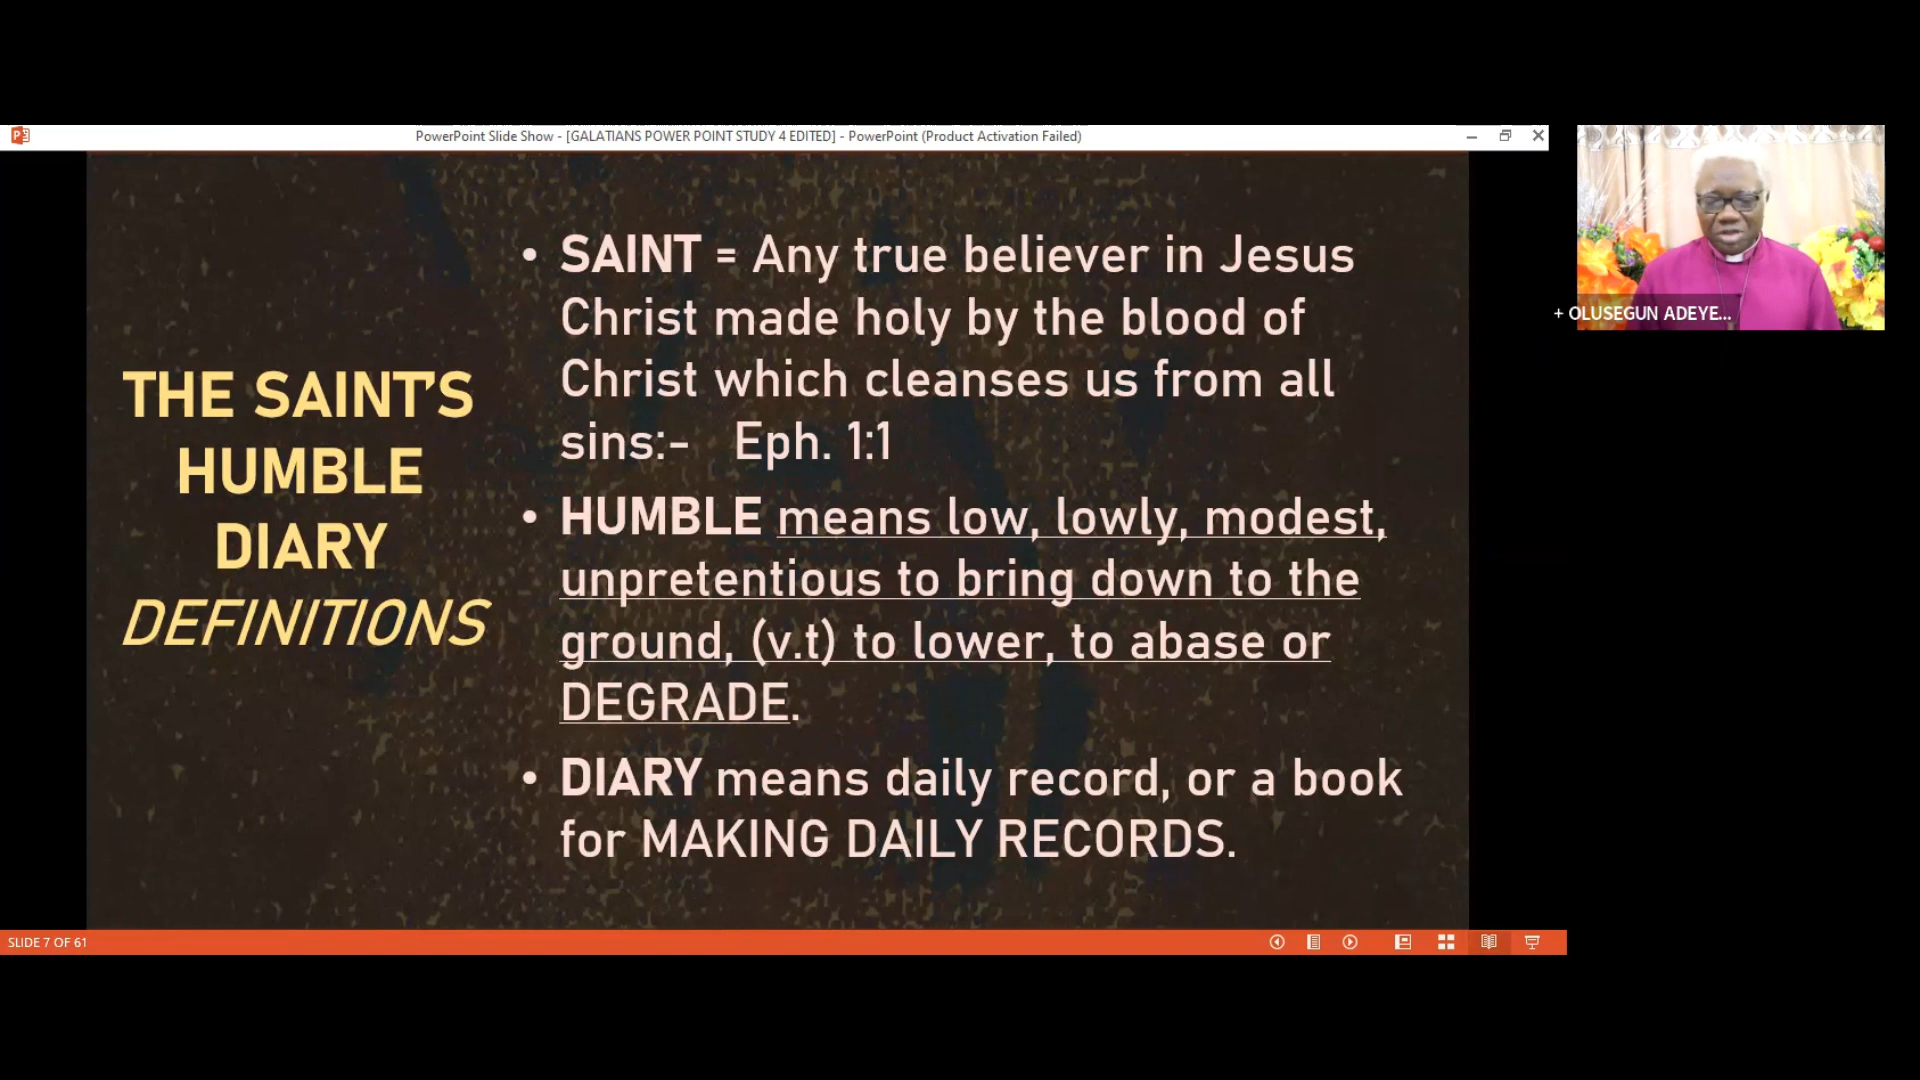 PowerPoint Slide Show - [GALATIANS POWER POINT STUDY 4 EDITED] - PowerPoint (Product Activation Failed)
THE SAINT'S
HUMBLE
DIARY
DEFINITIONS
• SAINT = Any true believer in Jesus
Christ made holy by the blood of
Christ which cleanses us from all
sins:- Eph. 1:1
• HUMBLE means low, lowly, modest,
unpretentious to bring down to the
ground, (v.t) to lower, to abase or
DEGRADE.
• DIARY means daily record, or a book
for MAKING DAILY RECORDS.
+ OLUSEGUN ADEYE...
SLIDE 7 OF 61